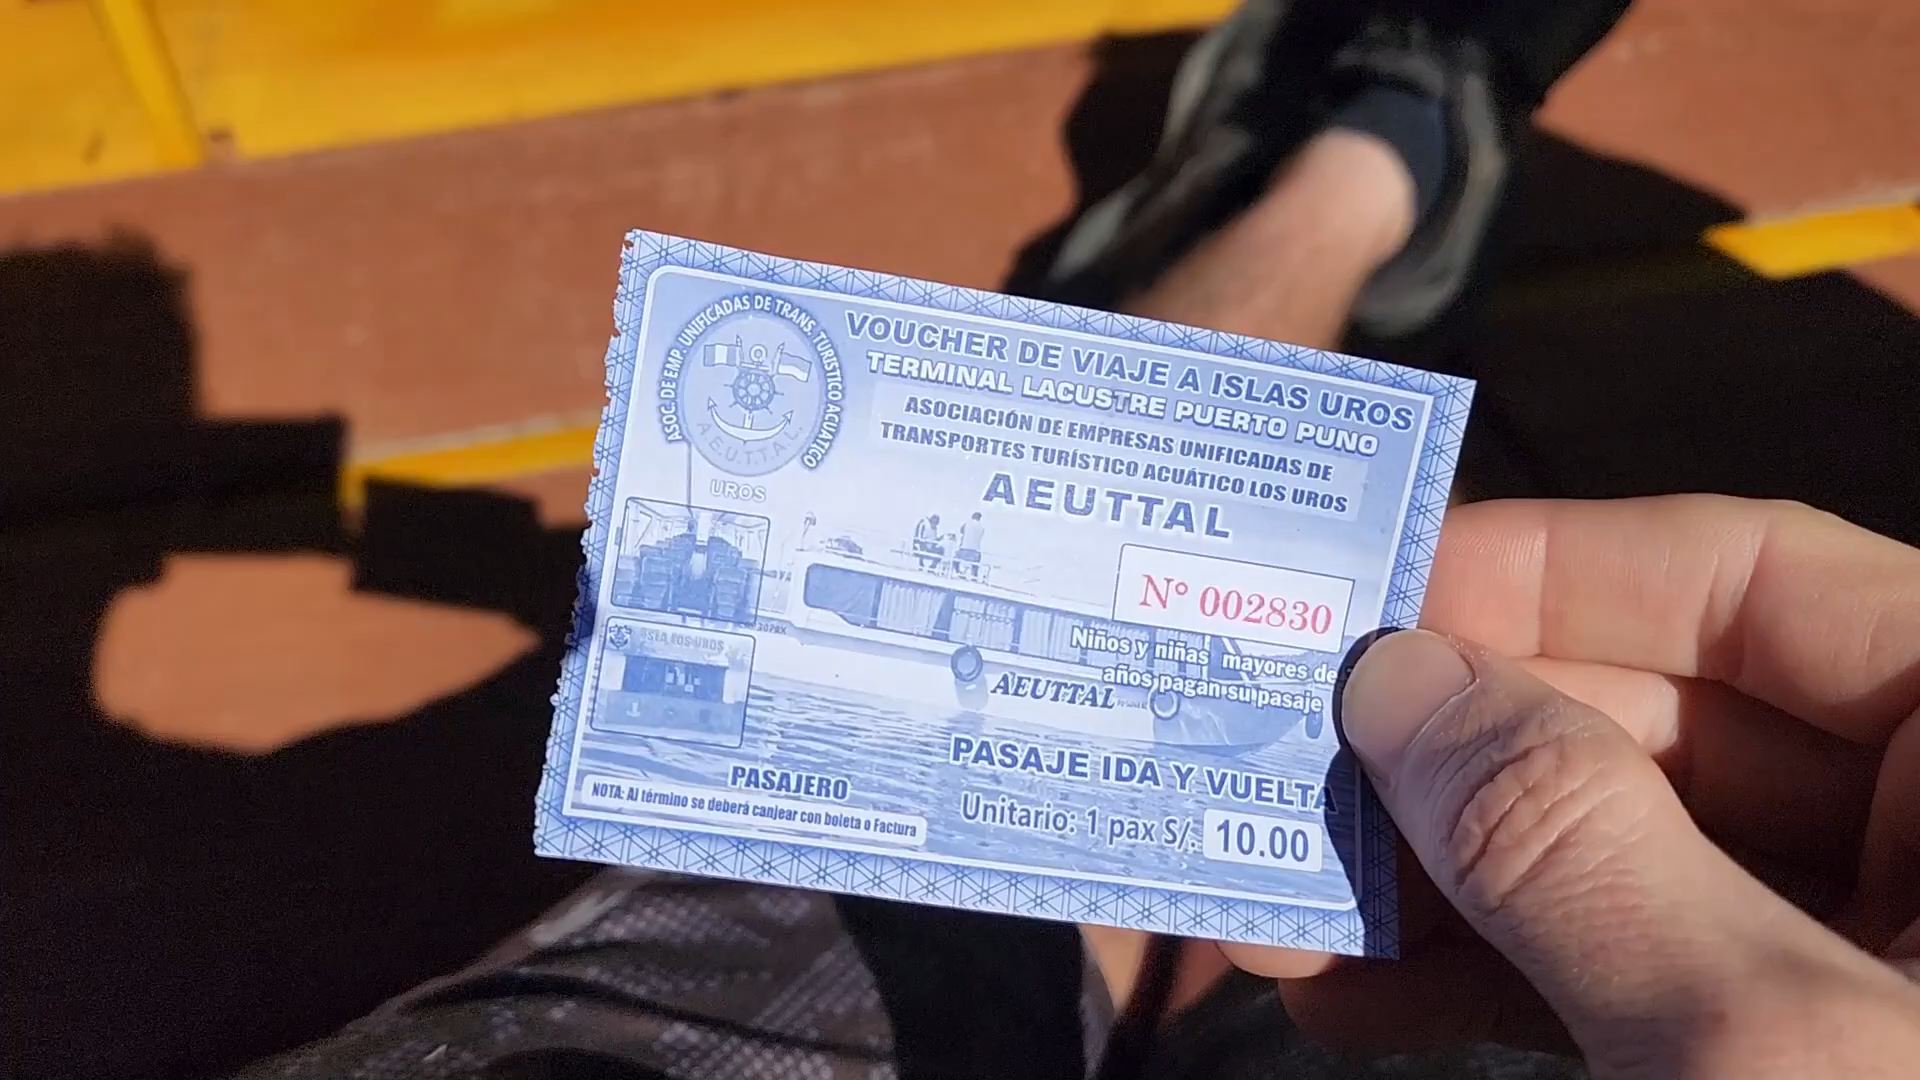 ASOC. DE EMP. UNIFICADAS DE TRANS. TURÍSTICO ACUÁTICO
A.E.U.T.T.A.L.
VOUCHER DE VIAJE A ISLAS UROS
TERMINAL LACUSTRE PUERTO PUNO
ASOCIACIÓN DE EMPRESAS UNIFICADAS DE
TRANSPORTES TURÍSTICO ACUÁTICO LOS UROS
AEUTTAL
UROS
N° 002830
Niños y niñas mayores de
años pagan su pasaje
ISLA LOS UROS
AEUTTAL
PASAJE IDA Y VUELTA
PASAJERO
Unitario: 1 pax S/. 10.00
NOTA: Al término se deberá canjear con boleta o Factura